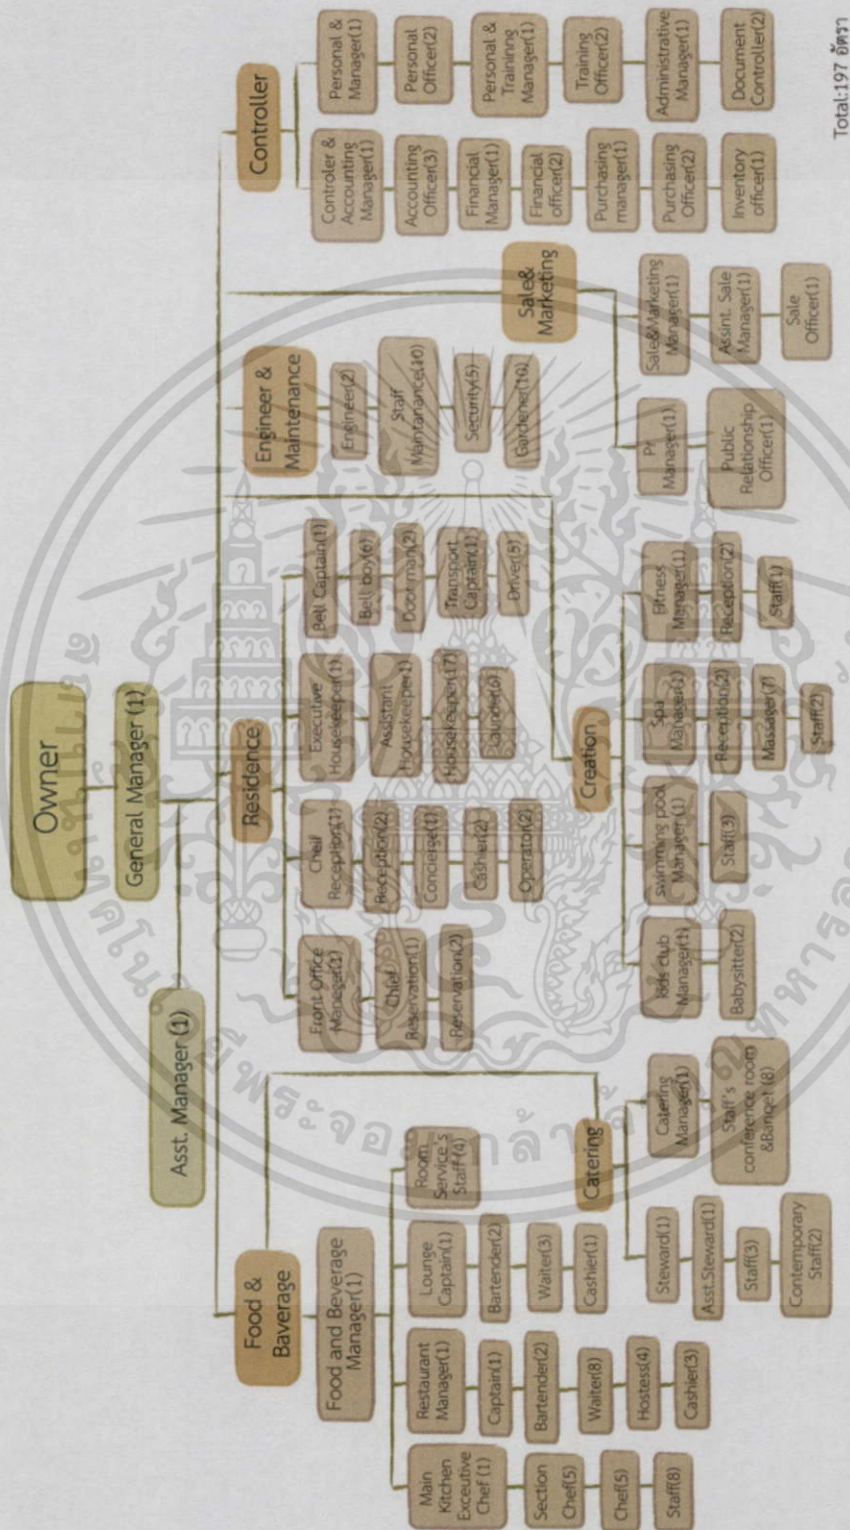 Owner
General Manager (1)
Asst. Manager (1)
Food &
Baverage
Food and Beverage
Manager(1)
Main
Kitchen
Exceutive
Chef (1)
Section
Chef(5)
Chef(5)
Staff(8)
Restaurant
Manager(1)
Captain(1)
Bartender(2)
Waiter(8)
Hostess(4)
Cashier(3)
Lounge
Captain(1)
Bartender(2)
Waiter(3)
Cashier(1)
Room
Service's
Staff (4)
Catering
Steward(1)
Asst.Steward(1)
Staff(3)
Contemporary
Staff(2)
Catering
Manager(1)
Staff's
conference room
&Banqet (8)
Residence
Front Office
Maneger(1)
Chief
Reservation(1)
Reservation(2)
Cheif
Reception(1)
Reception(2)
Concierge(1)
Cashier(2)
Operator(2)
Executive
Housekeeper(1)
Assistant
Housekeeper(1)
Housekeeper(17)
Bell Captain(1)
Bell boy(6)
Door man(2)
Transport
Captain(1)
Driver(5)
Creation
kids club
Manager(1)
Babysitter(2)
swimming pool
Manager (1)
Staff(3)
Spa
Manager(1)
Reception(2)
Massager(7)
Staff(2)
Fitness
Manager(1)
Reception(2)
Staff(1)
Engineer &
Maintenance
Engineer(2)
Staff
Maintanance(10)
Security(5)
Gardener(10)
Sale&
Marketing
Pr
Manager(1)
Public
Relationship
Officer(1)
Sale&Marketing
Manager(1)
Assint. Sale
Manager(1)
Sale
Officer(1)
Controller
Controler &
Accounting
Manager(1)
Accounting
Officer(3)
Financial
Manager(1)
Financial
officer(2)
Purchasing
manager(1)
Purchasing
Officer(2)
Inventory
officer(1)
Personal &
Manager(1)
Personal
Officer(2)
Personal &
Traininng
Manager(1)
Training
Officer(2)
Administrative
Manager(1)
Document
Controller(2)
Total:197 อัตรา